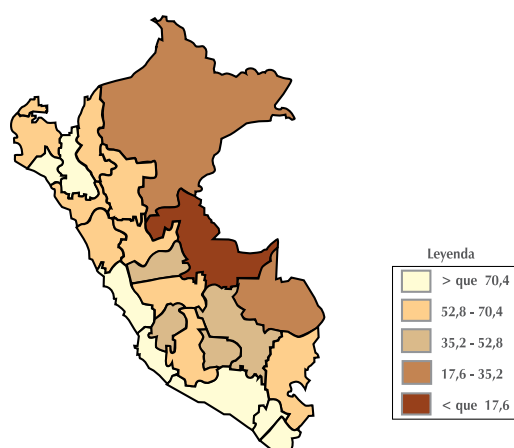 Leyenda
> que 70,4
52,8 - 70,4
35,2 - 52,8
17,6 - 35,2
< que 17,6